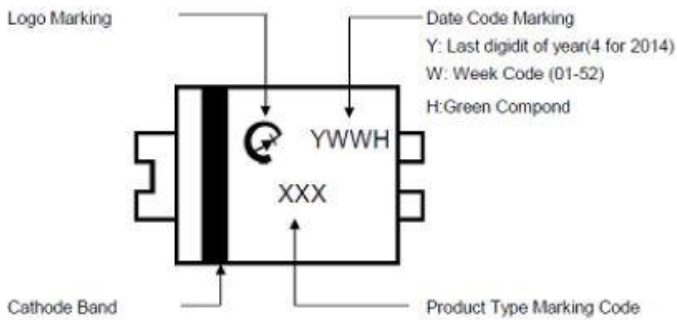 Logo Marking
Date Code Marking
Y: Last digidit of year(4 for 2014)
W: Week Code (01-52)
H:Green Compond
YWWH
XXX
Cathode Band
Product Type Marking Code